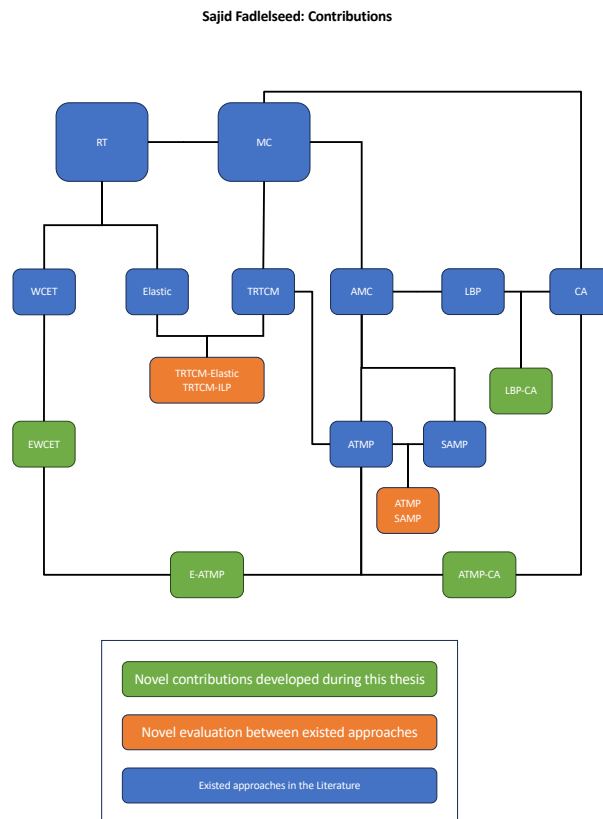 Sajid Fadlelseed: Contributions
RT
MC
WCET
Elastic
TRTCM
AMC
LBP
CA
TRTCM-Elastic
TRTCM-ILP
LBP-CA
EWCET
ATMP
SAMP
ATMP
SAMP
E-ATMP
ATMP-CA
Novel contributions developed during this thesis
Novel evaluation between existed approaches
Existed approaches in the Literature